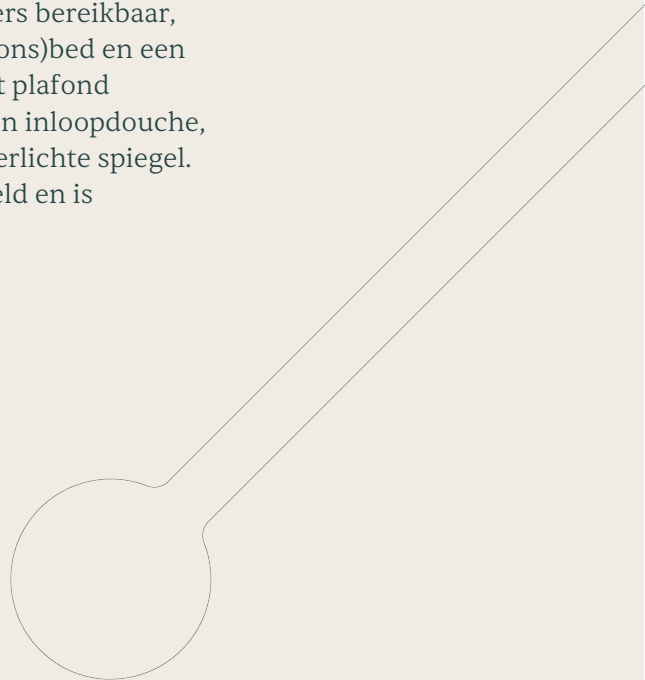 ers bereikbaar,
ons)bed en een
t plafond
n inloopdouche,
erlichte spiegel.
eld en is